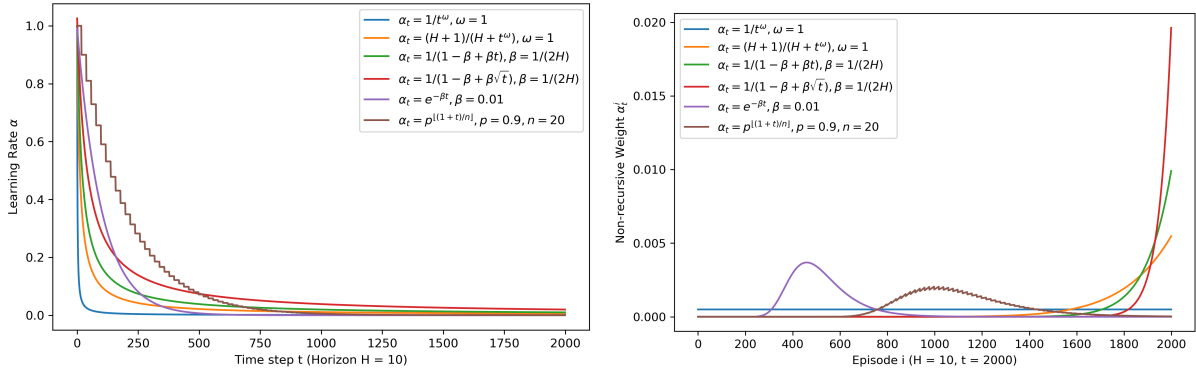 Learning Rate α
1.0
0.8
0.6
0.4
0.2
0.0
0
250
500
750
1000
1250
1500
1750
2000
Time step t (Horizon H = 10)
α_t = 1/t^ω, ω = 1
α_t = (H + 1)/(H + t^ω), ω = 1
α_t = 1/(1 − β + βt), β = 1/(2H)
α_t = 1/(1 − β + β√t), β = 1/(2H)
α_t = e^{−βt}, β = 0.01
α_t = p^{⌊(1 + t)/n⌋}, p = 0.9, n = 20
Non-recursive Weight α_t^i
0.020
0.015
0.010
0.005
0.000
0
200
400
600
800
1000
1200
1400
1600
1800
2000
Episode i (H = 10, t = 2000)
α_t = 1/t^ω, ω = 1
α_t = (H + 1)/(H + t^ω), ω = 1
α_t = 1/(1 − β + βt), β = 1/(2H)
α_t = 1/(1 − β + β√t), β = 1/(2H)
α_t = e^{−βt}, β = 0.01
α_t = p^{⌊(1 + t)/n⌋}, p = 0.9, n = 20